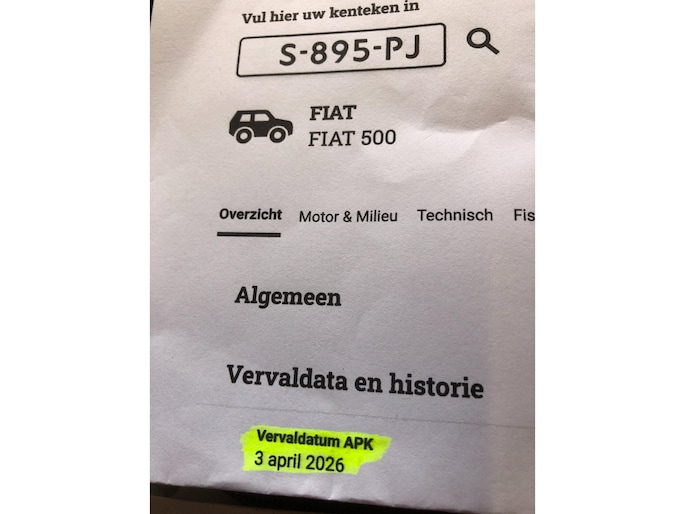 Vul hier uw kenteken in
S-895-PJ
FIAT
FIAT 500
Overzicht Motor & Milieu Technisch Fis
Algemeen
Vervaldata en historie
Vervaldatum APK
3 april 2026